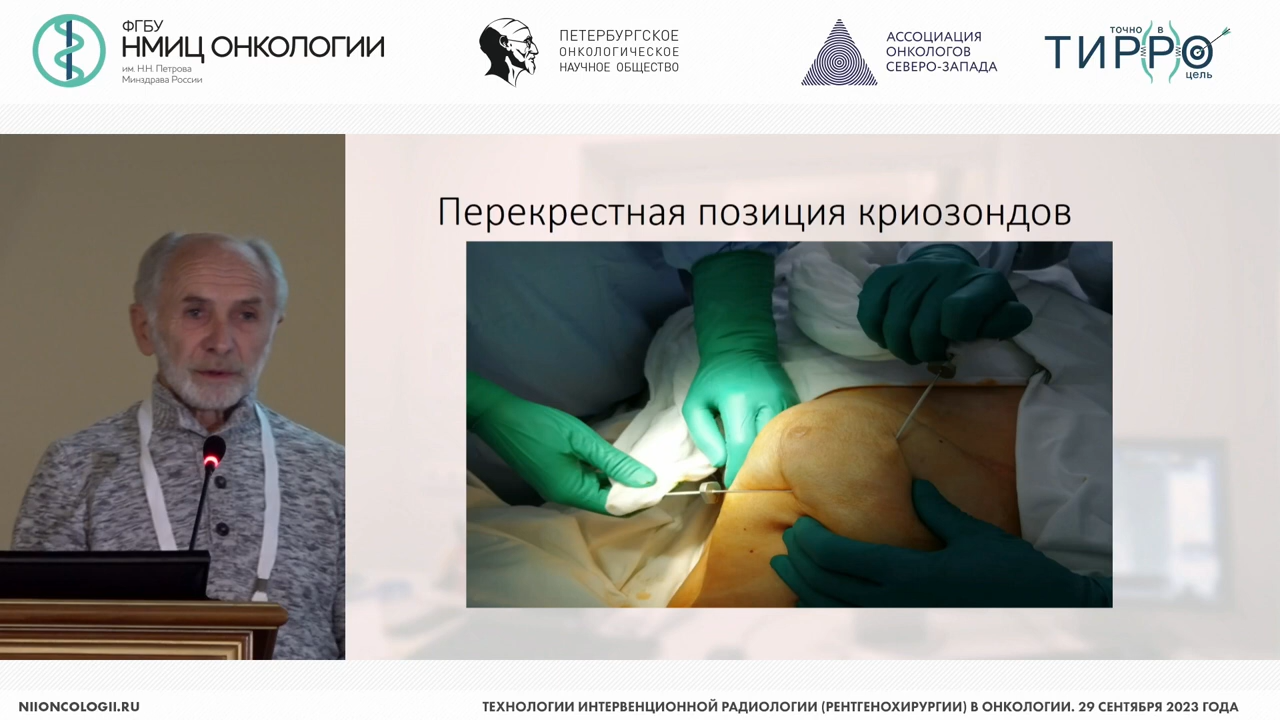 ФГБУ
НМИЦ ОНКОЛОГИИ
им. Н.Н. Петрова
Минздрава России
ПЕТЕРБУРГСКОЕ
ОНКОЛОГИЧЕСКОЕ
НАУЧНОЕ ОБЩЕСТВО
АССОЦИАЦИЯ
ОНКОЛОГОВ
СЕВЕРО-ЗАПАДА
ТОЧНО В
ТИРРО
цель
Перекрестная позиция криозондов
NIIONCOLOGII.RU
ТЕХНОЛОГИИ ИНТЕРВЕНЦИОННОЙ РАДИОЛОГИИ (РЕНТГЕНОХИРУРГИИ) В ОНКОЛОГИИ. 29 СЕНТЯБРЯ 2023 ГОДА